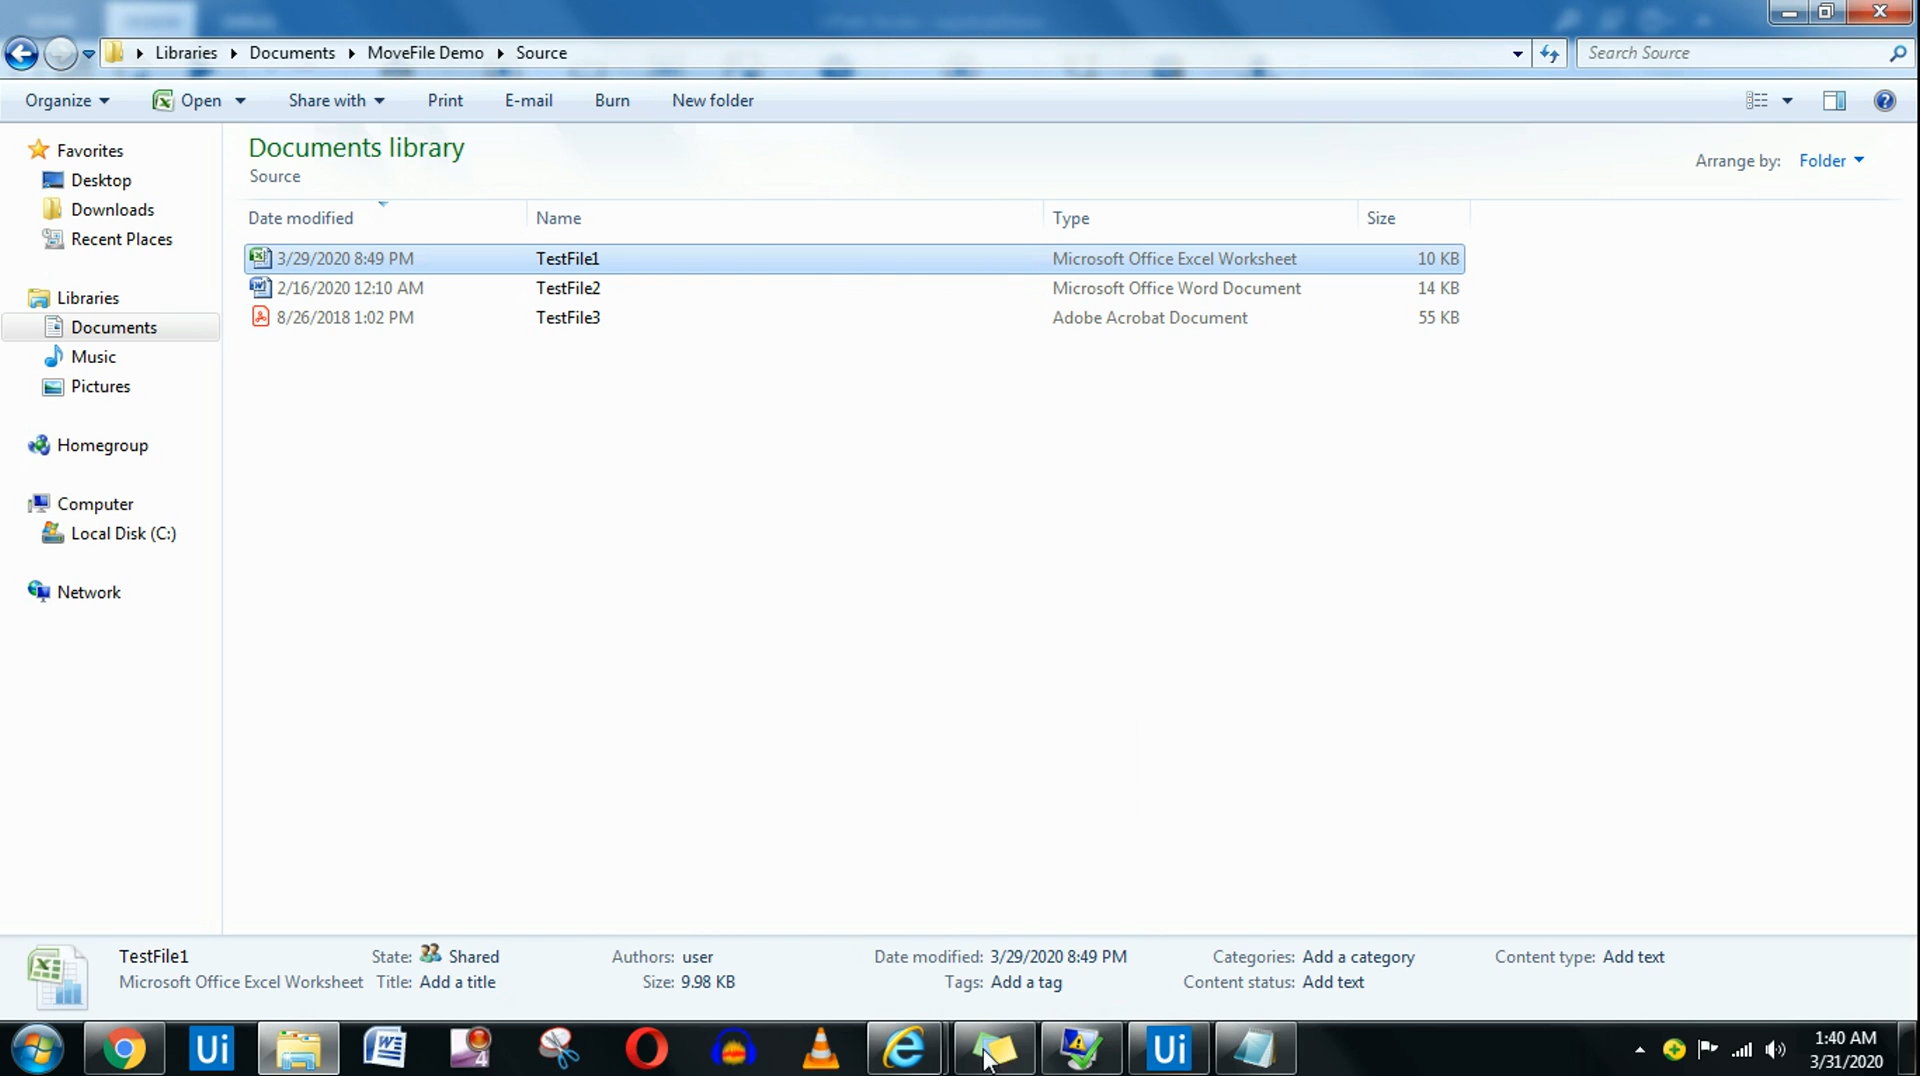 Libraries Documents MoveFile Demo Source
Search Source
Organize Open Share with Print E-mail Burn New folder
Favorites
Desktop
Downloads
Recent Places
Libraries
Documents
Music
Pictures
Homegroup
Computer
Local Disk (C:)
Network
Documents library
Source
Arrange by: Folder
Date modified Name Type Size
3/29/2020 8:49 PM TestFile1 Microsoft Office Excel Worksheet 10 KB
2/16/2020 12:10 AM TestFile2 Microsoft Office Word Document 14 KB
8/26/2018 1:02 PM TestFile3 Adobe Acrobat Document 55 KB
TestFile1 State: Shared Authors: user Date modified: 3/29/2020 8:49 PM Categories: Add a category Content type: Add text
Microsoft Office Excel Worksheet Title: Add a title Size: 9.98 KB Tags: Add a tag Content status: Add text
Ui W 4 Ui
1:40 AM
3/31/2020